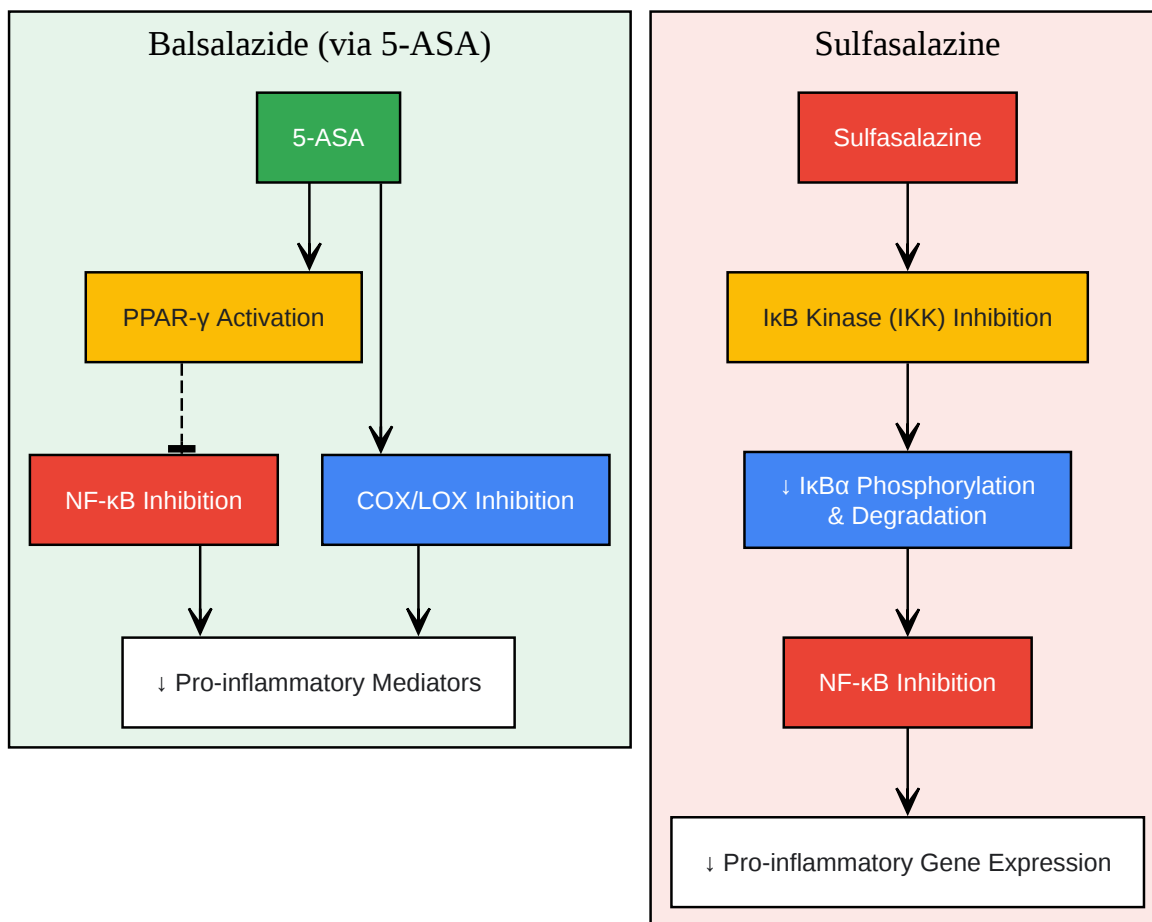 Balsalazide (via 5-ASA)
5-ASA
PPAR-γ Activation
NF-κB Inhibition
COX/LOX Inhibition
↓ Pro-inflammatory Mediators
Sulfasalazine
Sulfasalazine
IκB Kinase (IKK) Inhibition
↓ IκBα Phosphorylation
& Degradation
NF-κB Inhibition
↓ Pro-inflammatory Gene Expression